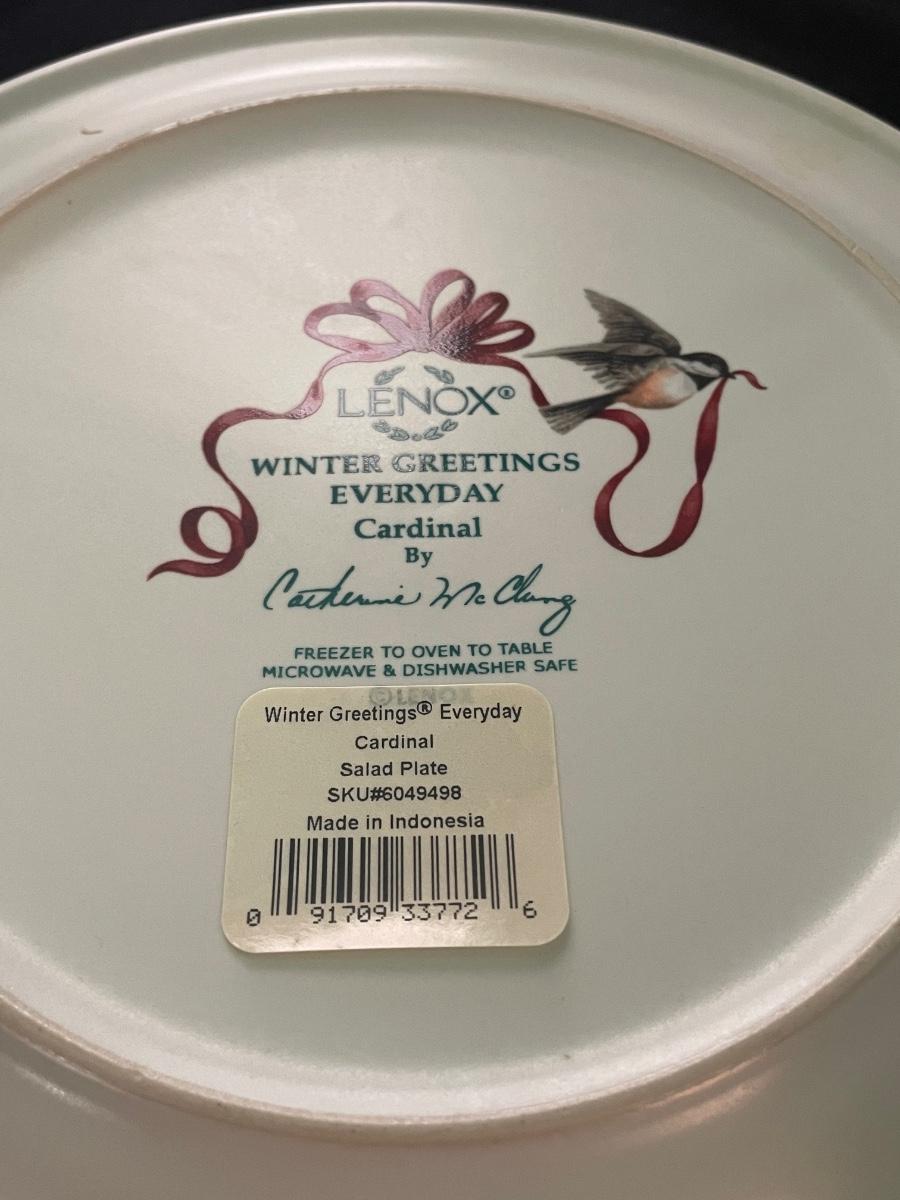 LENOX®
WINTER GREETINGS
EVERYDAY
Cardinal
By
Catherine McClung
FREEZER TO OVEN TO TABLE
MICROWAVE & DISHWASHER SAFE
©LENOX
Winter Greetings® Everyday
Cardinal
Salad Plate
SKU#6049498
Made in Indonesia
0 91709 33772 6